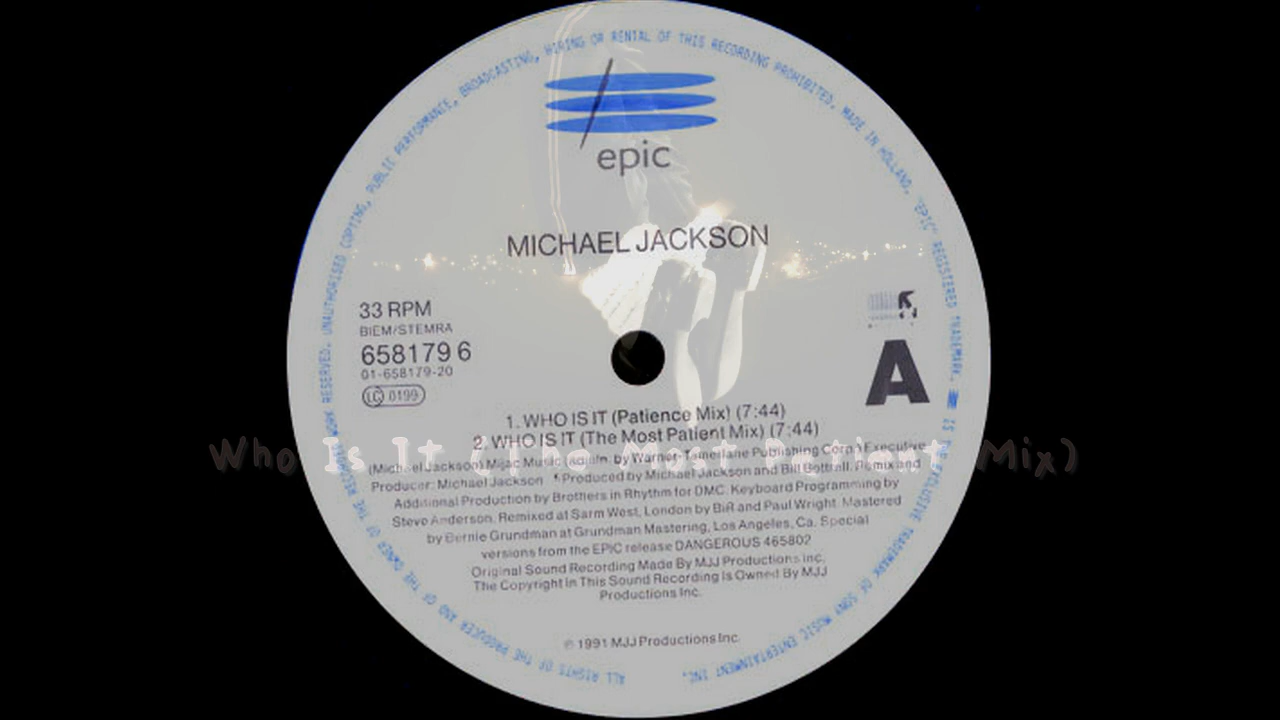 UNAUTHORISED COPYING, PUBLIC PERFORMANCE, BROADCASTING, HIRING OR RENTAL OF THIS RECORDING PROHIBITED. MADE IN HOLLAND. "EPIC" REGISTERED TRADEMARK. IS THE EXCLUSIVE TRADEMARK OF SONY MUSIC ENTERTAINMENT INC.
ALL RIGHTS OF THE PRODUCER AND OF THE OWNER OF THE RECORDED WORK RESERVED.
epic
MICHAEL JACKSON
33 RPM
BIEM/STEMRA
658179 6
01-658179-20
LC 0199
A
1. WHO IS IT (Patience Mix) (7:44)
2. WHO IS IT (The Most Patient Mix) (7:44)
Who Is It (The Most Patient Mix)
(Michael Jackson) Mijac Music (admin. by Warner-Tamerlane Publishing Corp.) Executive
Producer: Michael Jackson Produced by Michael Jackson and Bill Bottrell. Remix and
Additional Production by Brothers in Rhythm for DMC. Keyboard Programming by
Steve Anderson. Remixed at Sarm West, London by BiR and Paul Wright. Mastered
by Bernie Grundman at Grundman Mastering, Los Angeles, Ca. Special
versions from the EPIC release DANGEROUS 465802
Original Sound Recording Made By MJJ Productions Inc.
The Copyright In This Sound Recording Is Owned By MJJ
Productions Inc.
℗ 1991 MJJ Productions Inc.